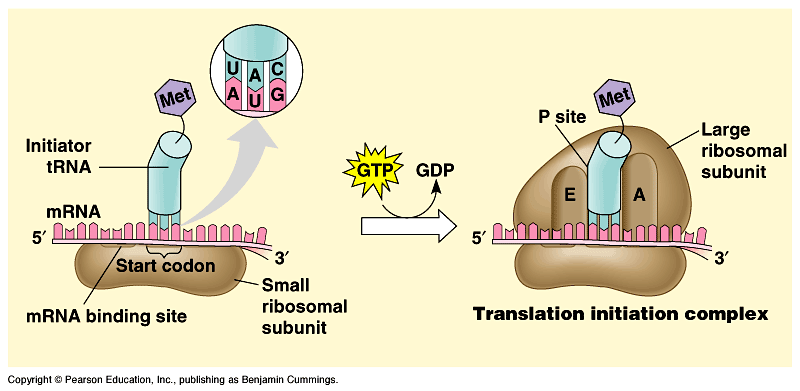 U A C
A U G
Met
Initiator
tRNA
mRNA
5′
3′
Start codon
mRNA binding site
Small
ribosomal
subunit
GTP
GDP
Met
P site
Large
ribosomal
subunit
E
A
5′
3′
Translation initiation complex
Copyright © Pearson Education, Inc., publishing as Benjamin Cummings.